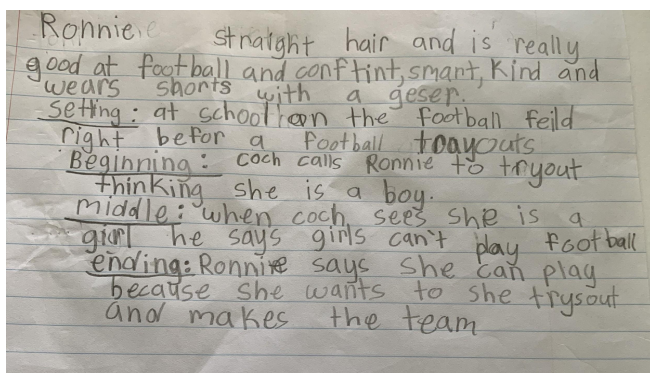 Ronnie straight hair and is really
good at football and conftint, smart, kind and
wears shorts with a geser.
Setting: at school on the football feild
right befor a football trayouts
Beginning: coch calls Ronnie to tryout
thinking she is a boy.
middle: when coch sees she is a
girl he says girls can't play football
ending: Ronnie says she can play
because she wants to she trysout
and makes the team